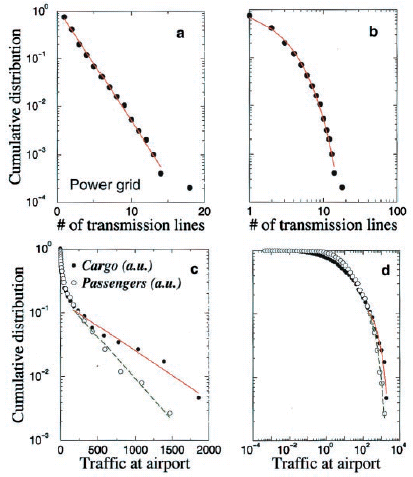 10⁰
10⁻¹
10⁻²
10⁻³
10⁻⁴
Cumulative distribution
a
Power grid
0 10 20
# of transmission lines
b
1 10 100
# of transmission lines
10⁰
10⁻¹
10⁻²
10⁻³
Cumulative distribution
c
Cargo (a.u.)
Passengers (a.u.)
0 500 1000 1500 2000
Traffic at airport
d
10⁻⁴ 10⁻² 10⁰ 10² 10⁴
Traffic at airport